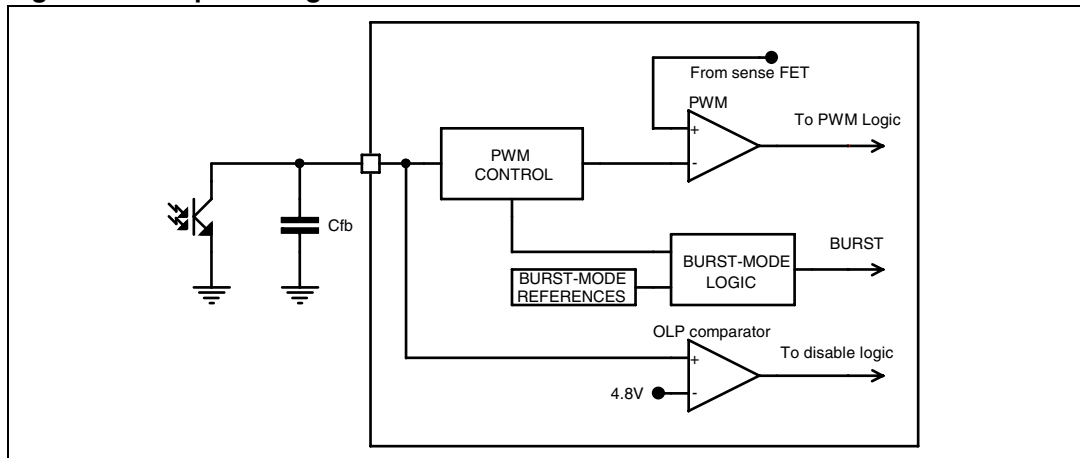 From sense FET
PWM
To PWM Logic
+
-
PWM
CONTROL
Cfb
BURST
BURST-MODE
LOGIC
BURST-MODE
REFERENCES
OLP comparator
To disable logic
+
4.8V
-